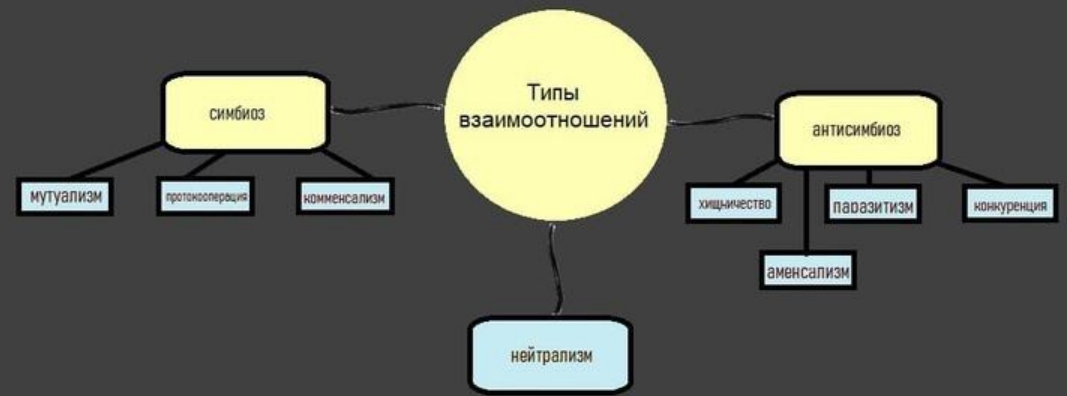 Типы
взаимоотношений
симбиоз
мутуализм
протокооперация
комменсализм
антисимбиоз
хищничество
паразитизм
конкуренция
аменсализм
нейтрализм